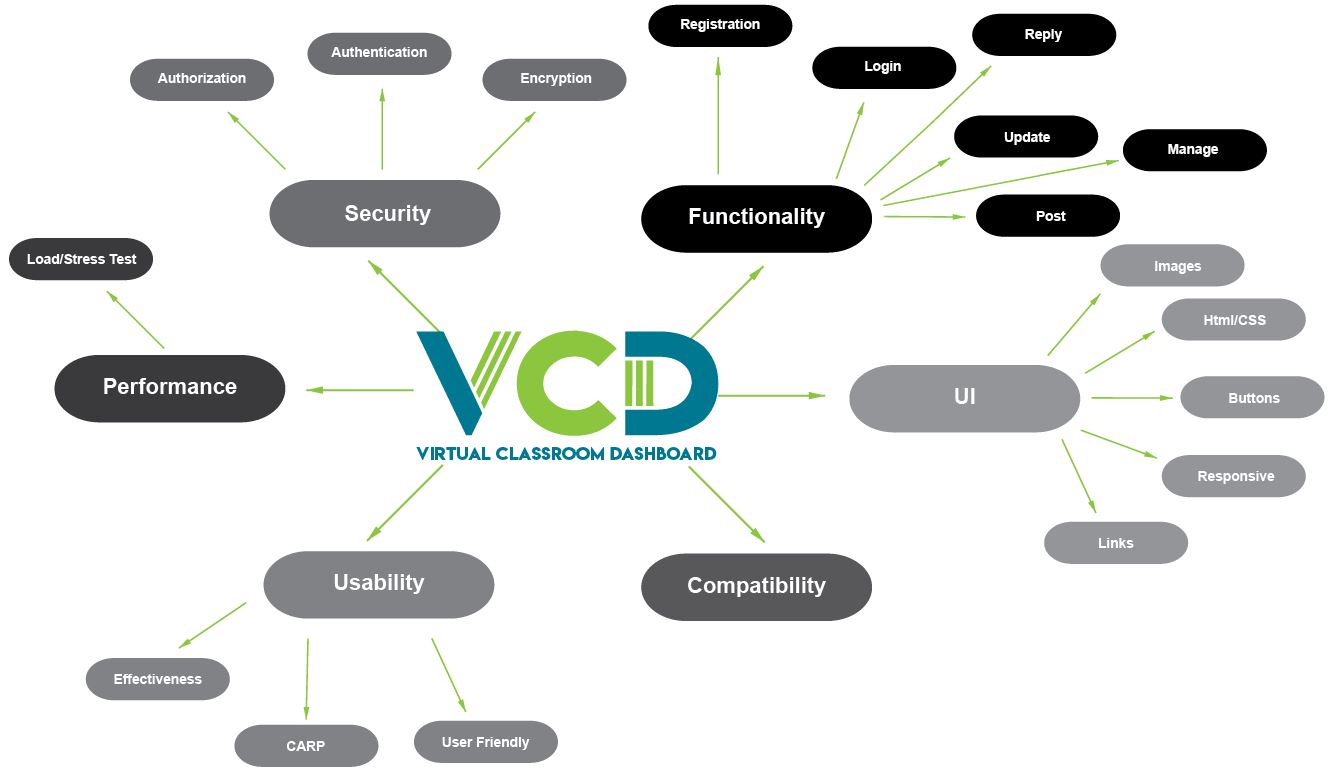 Registration
Reply
Authentication
Login
Authorization
Encryption
Update
Manage
Security
Functionality
Post
Load/Stress Test
Images
Html/CSS
Performance
UI
Buttons
VCD
VIRTUAL CLASSROOM DASHBOARD
Responsive
Links
Usability
Compatibility
Effectiveness
CARP
User Friendly